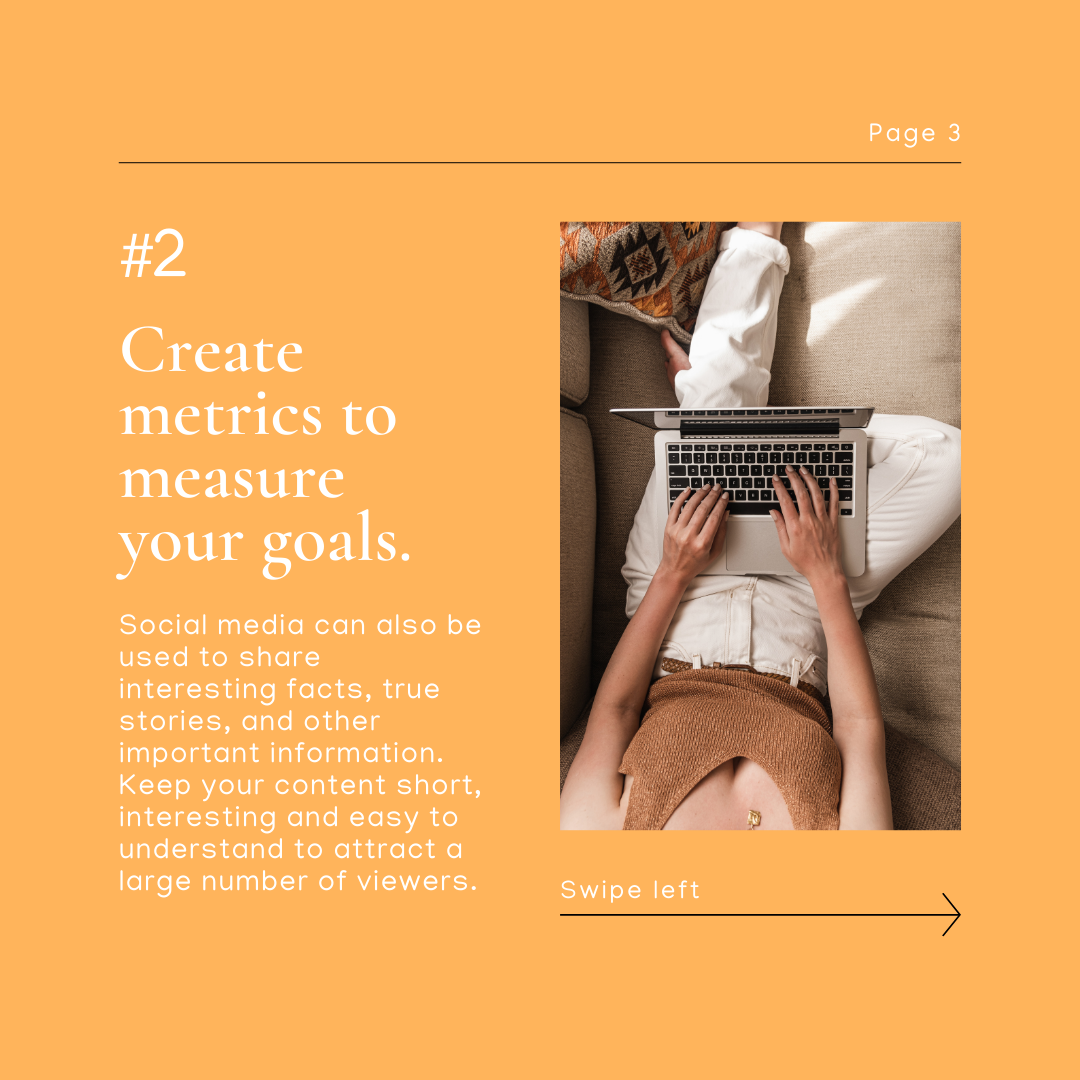 Page 3
#2
Create
metrics to
measure
your goals.
Social media can also be
used to share
interesting facts, true
stories, and other
important information.
Keep your content short,
interesting and easy to
understand to attract a
large number of viewers.
Swipe left